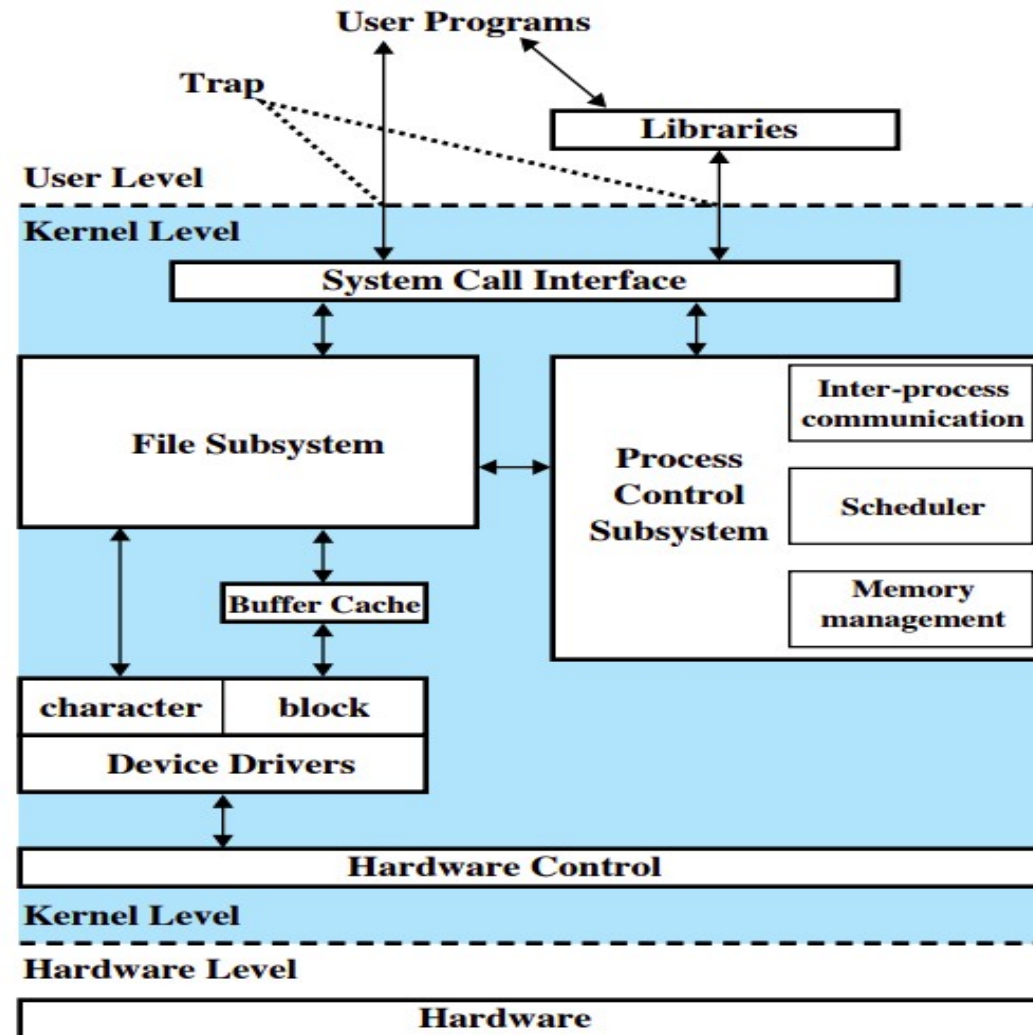 User Programs
Trap
Libraries
User Level
Kernel Level
System Call Interface
File Subsystem
Process
Control
Subsystem
Inter-process
communication
Scheduler
Memory
management
Buffer Cache
character
block
Device Drivers
Hardware Control
Kernel Level
Hardware Level
Hardware